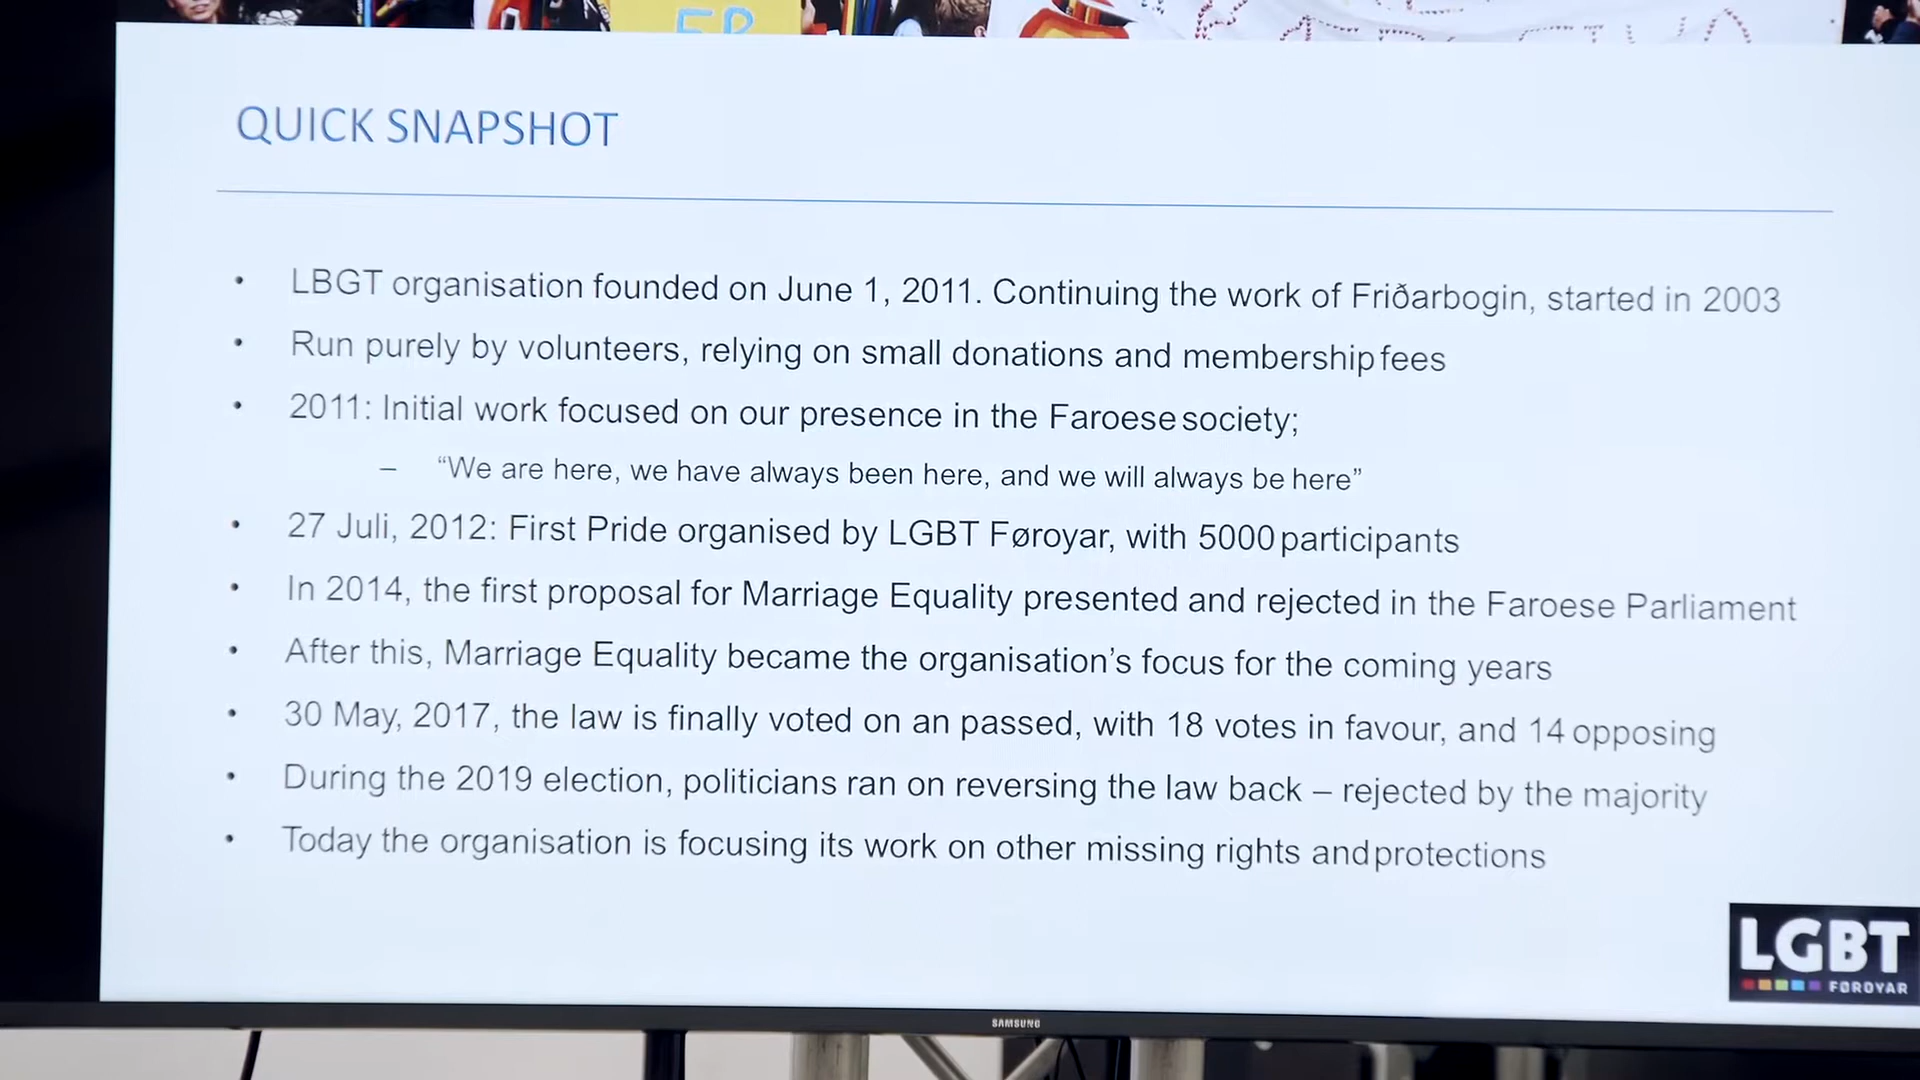 QUICK SNAPSHOT
• LBGT organisation founded on June 1, 2011. Continuing the work of Friðarbogin, started in 2003
• Run purely by volunteers, relying on small donations and membership fees
• 2011: Initial work focused on our presence in the Faroese society;
– “We are here, we have always been here, and we will always be here”
• 27 Juli, 2012: First Pride organised by LGBT Føroyar, with 5000 participants
• In 2014, the first proposal for Marriage Equality presented and rejected in the Faroese Parliament
• After this, Marriage Equality became the organisation’s focus for the coming years
• 30 May, 2017, the law is finally voted on an passed, with 18 votes in favour, and 14 opposing
• During the 2019 election, politicians ran on reversing the law back – rejected by the majority
• Today the organisation is focusing its work on other missing rights and protections
LGBT
FØROYAR
SAMSUNG